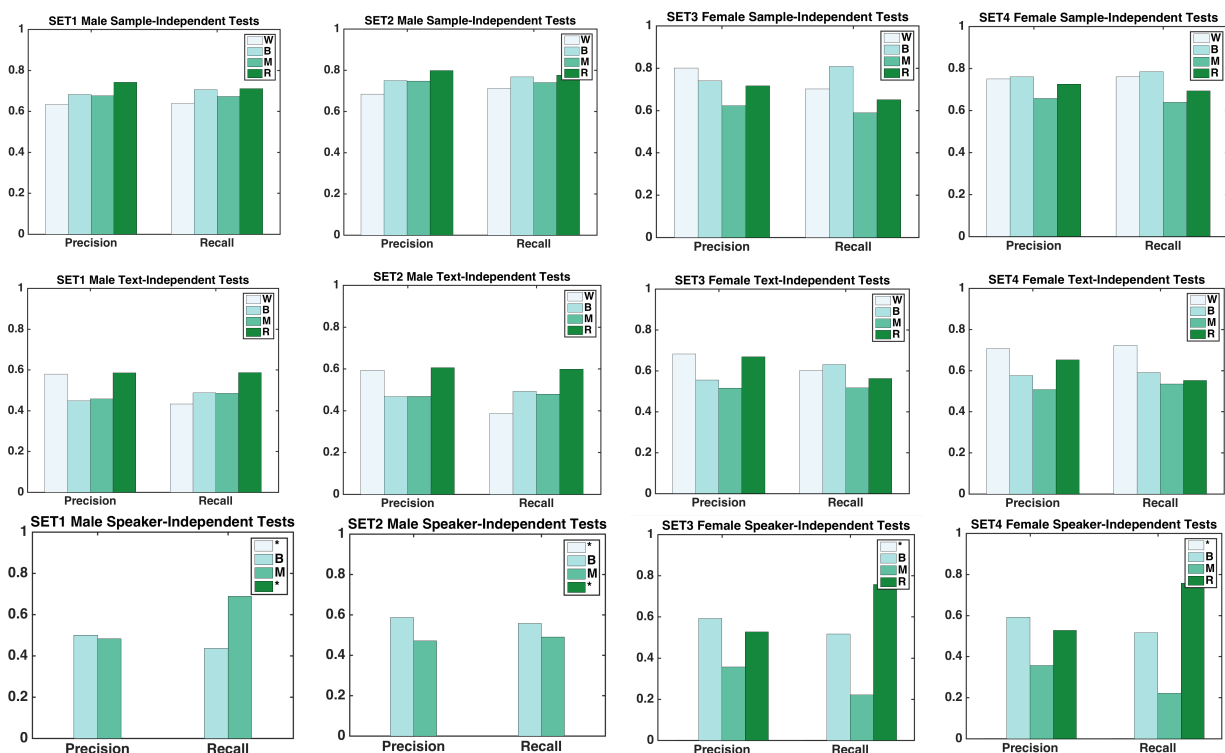 SET1 Male Sample-Independent Tests
1
W
B
M
R
0.8
0.6
0.4
0.2
0
Precision Recall
SET2 Male Sample-Independent Tests
1
W
B
M
R
0.8
0.6
0.4
0.2
0
Precision Recall
SET3 Female Sample-Independent Tests
1
W
B
M
R
0.8
0.6
0.4
0.2
0
Precision Recall
SET4 Female Sample-Independent Tests
1
W
B
M
R
0.8
0.6
0.4
0.2
0
Precision Recall
SET1 Male Text-Independent Tests
1
W
B
M
R
0.8
0.6
0.4
0.2
0
Precision Recall
SET2 Male Text-Independent Tests
1
W
B
M
R
0.8
0.6
0.4
0.2
0
Precision Recall
SET3 Female Text-Independent Tests
1
W
B
M
R
0.8
0.6
0.4
0.2
0
Precision Recall
SET4 Female Text-Independent Tests
1
W
B
M
R
0.8
0.6
0.4
0.2
0
Precision Recall
SET1 Male Speaker-Independent Tests
1
*
B
M
*
0.8
0.6
0.4
0.2
0
Precision Recall
SET2 Male Speaker-Independent Tests
1
*
B
M
*
0.8
0.6
0.4
0.2
0
Precision Recall
SET3 Female Speaker-Independent Tests
1
*
B
M
R
0.8
0.6
0.4
0.2
0
Precision Recall
SET4 Female Speaker-Independent Tests
1
*
B
M
R
0.8
0.6
0.4
0.2
0
Precision Recall